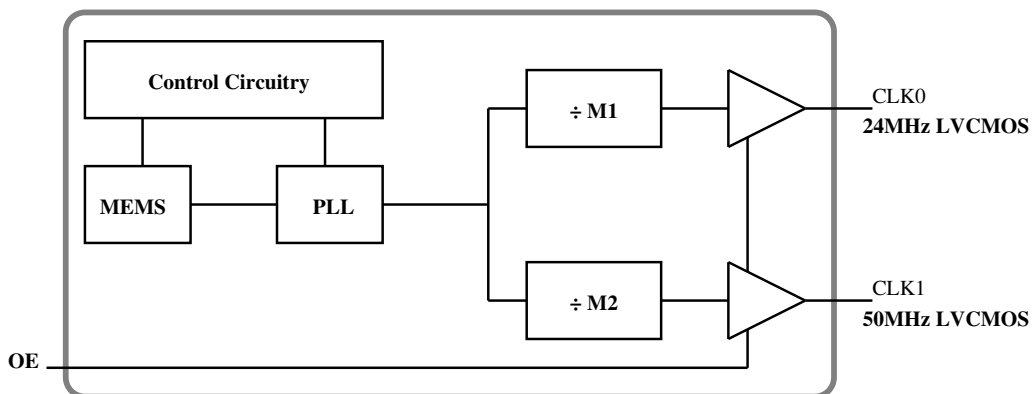 Control Circuitry
÷ M1
CLK0
24MHz LVCMOS
MEMS
PLL
÷ M2
CLK1
50MHz LVCMOS
OE